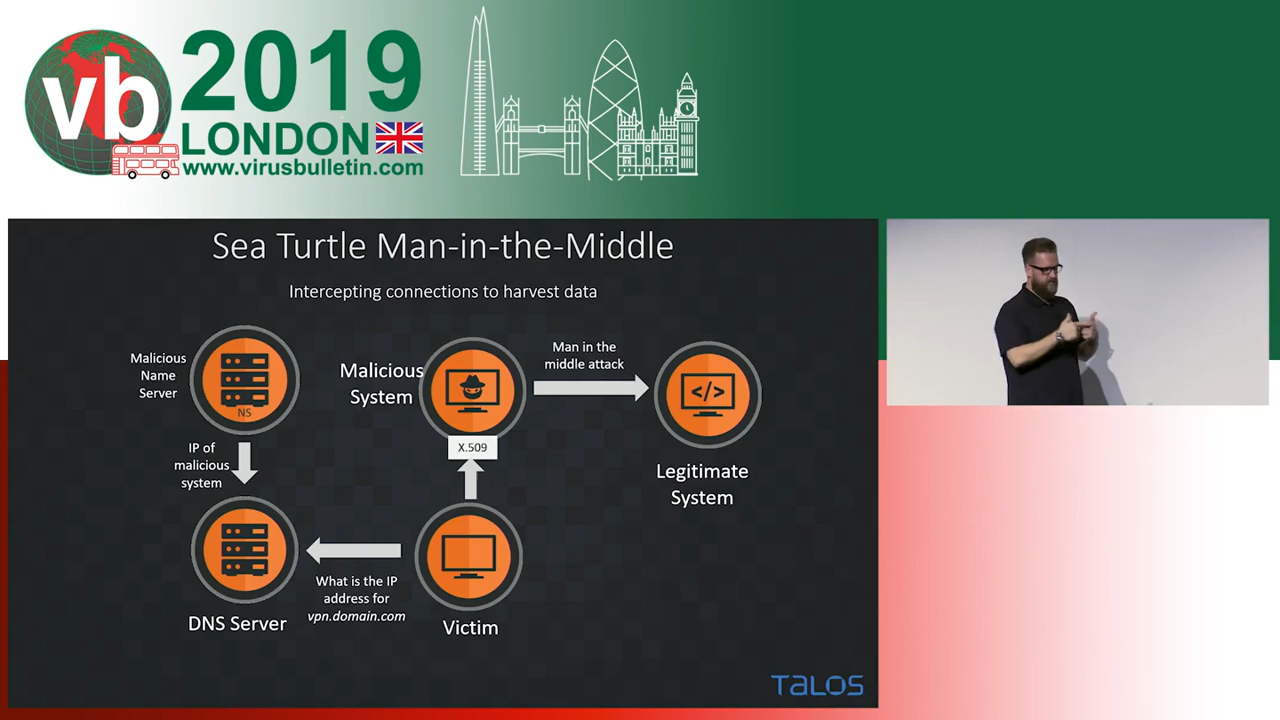 vb
2019
LONDON
www.virusbulletin.com
Sea Turtle Man-in-the-Middle
Intercepting connections to harvest data
Malicious
Name
Server
NS
Malicious
System
Man in the
middle attack
X.509
IP of
malicious
system
Legitimate
System
What is the IP
address for
vpn.domain.com
DNS Server
Victim
TALOS